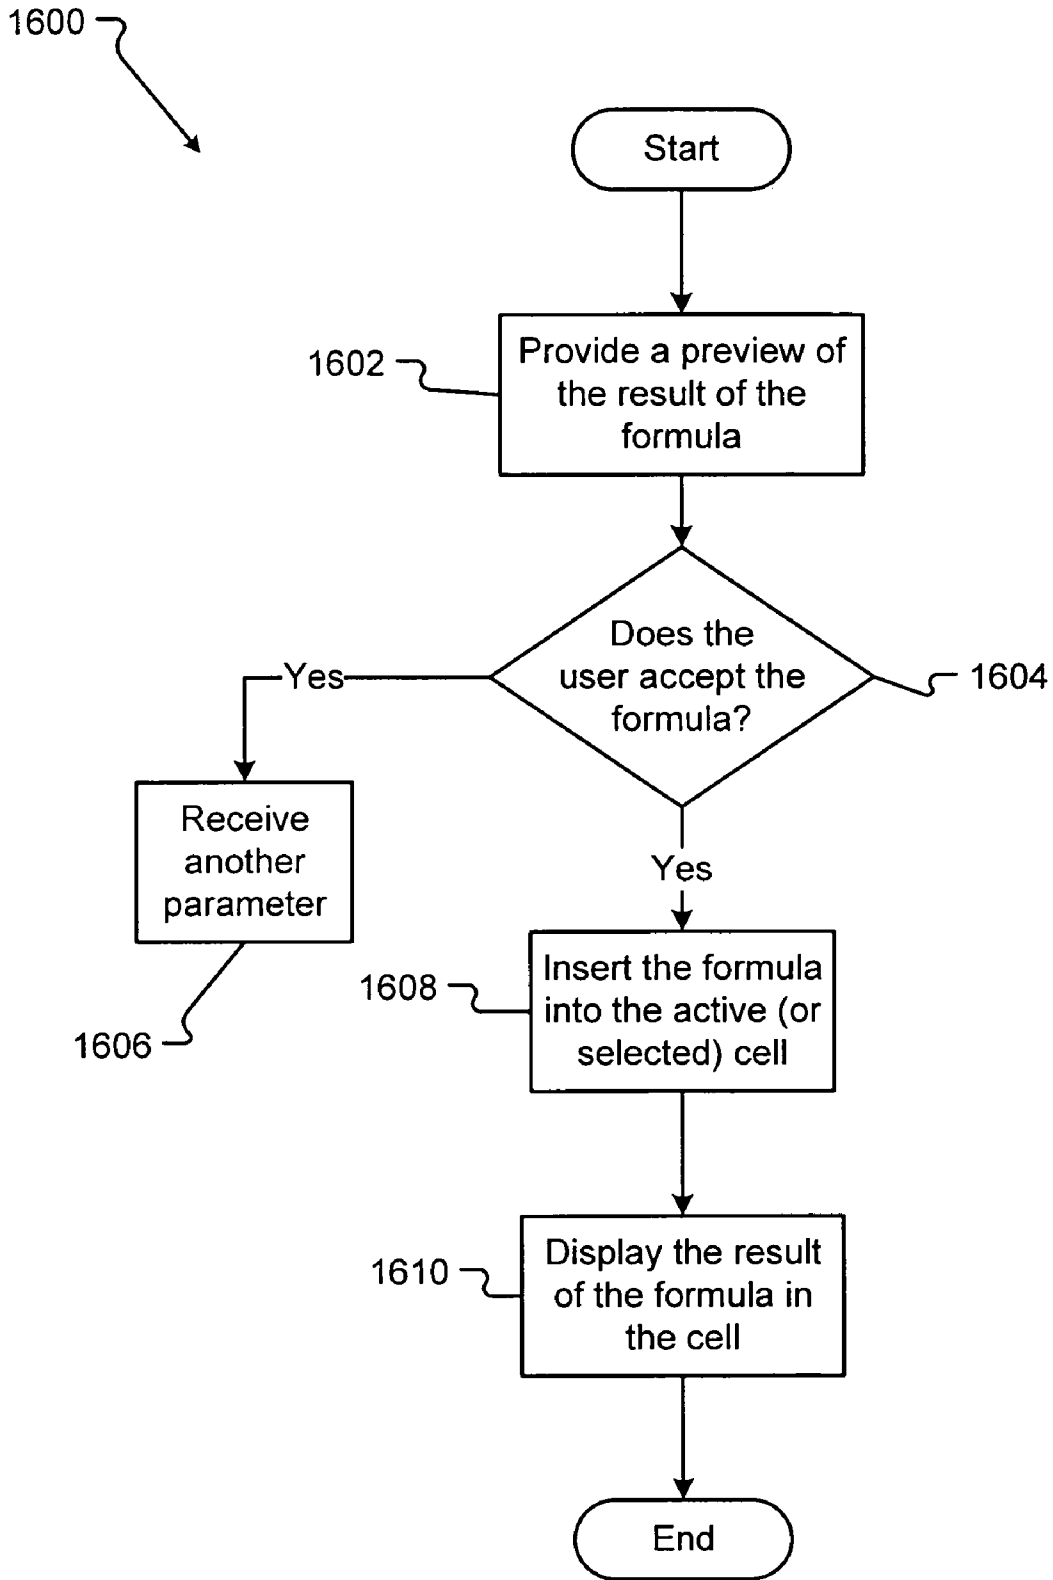 1600
Start
1602
Provide a preview of
the result of the
formula
Does the
user accept the
formula?
1604
Yes
Receive
another
parameter
1606
Yes
1608
Insert the formula
into the active (or
selected) cell
1610
Display the result
of the formula in
the cell
End